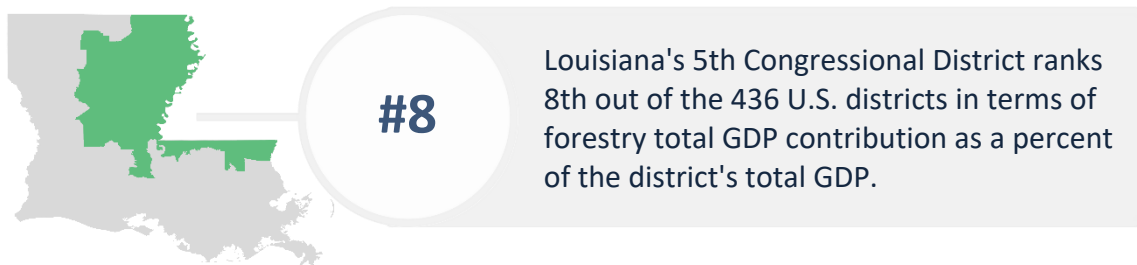 #8
Louisiana's 5th Congressional District ranks
8th out of the 436 U.S. districts in terms of
forestry total GDP contribution as a percent
of the district's total GDP.